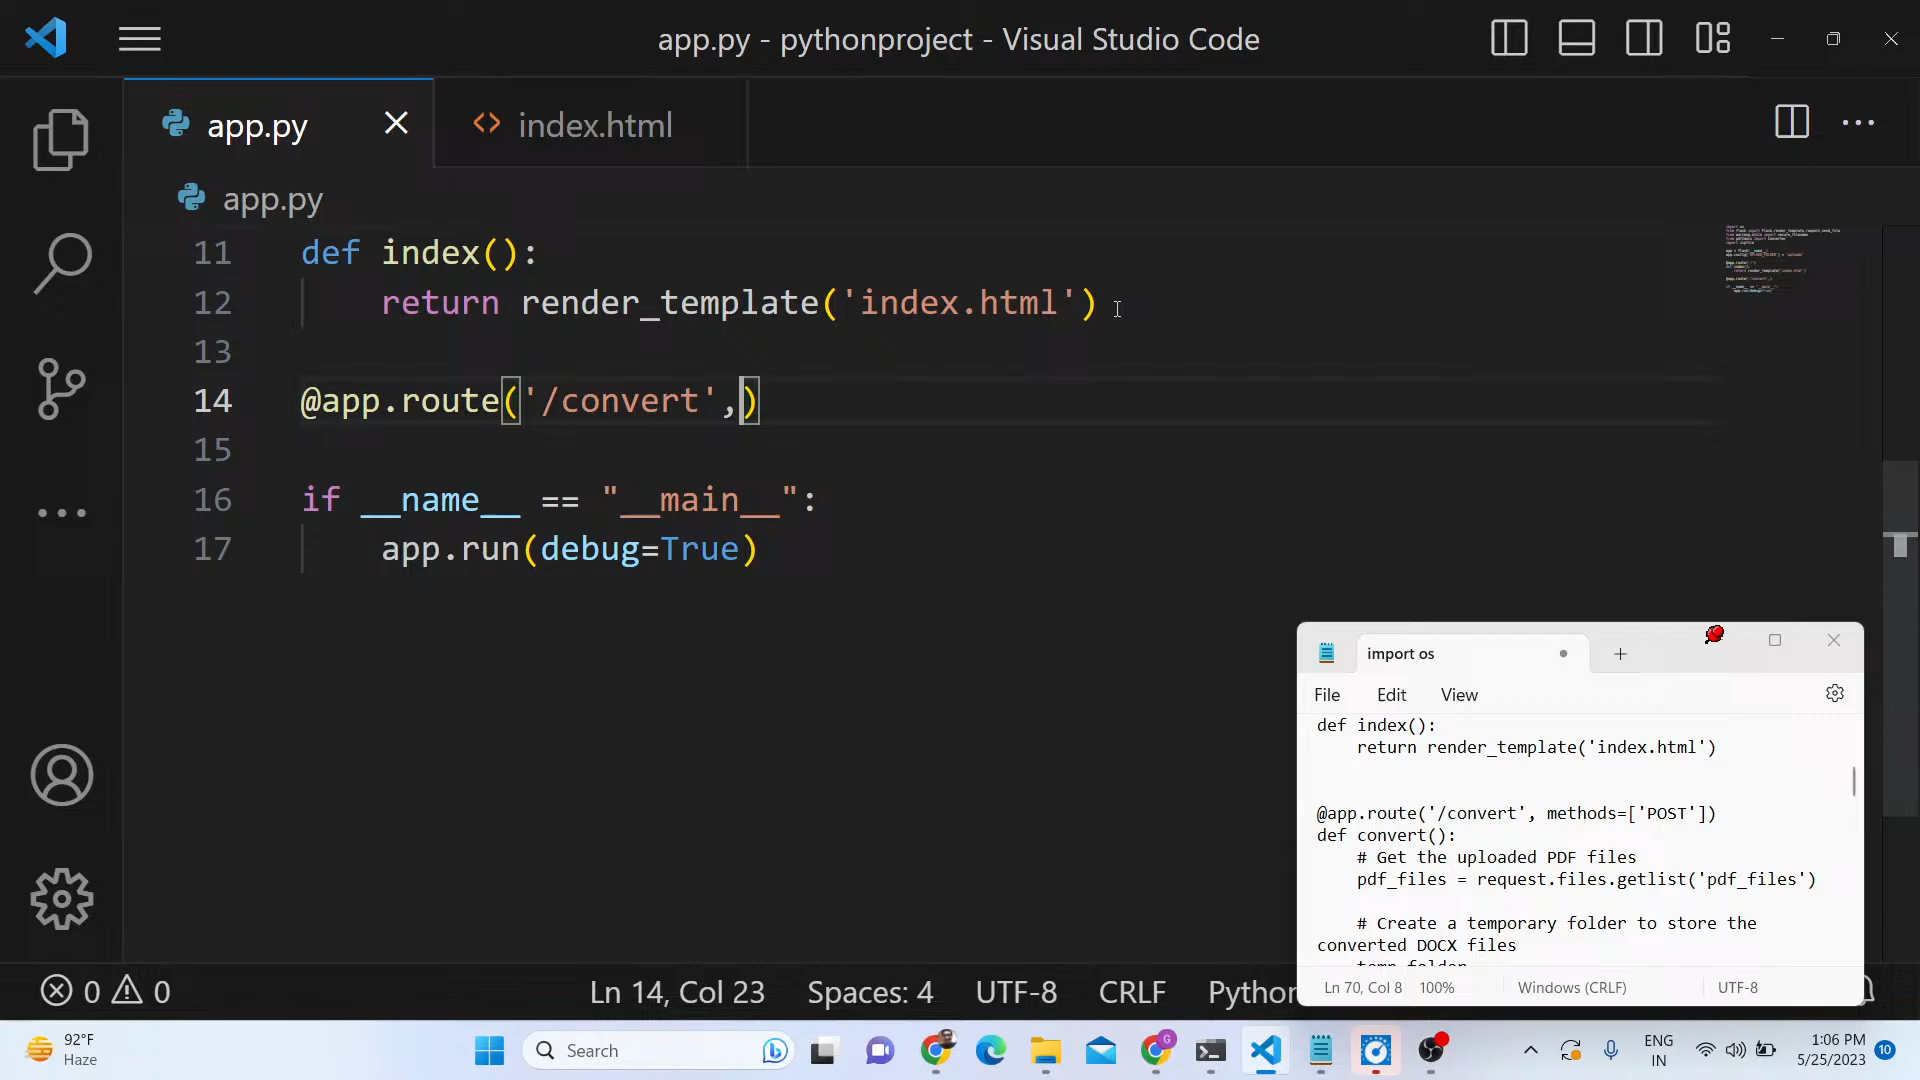 app.py - pythonproject - Visual Studio Code
app.py
index.html
app.py
11 def index():
12 return render_template('index.html')
13
14 @app.route('/convert',)
15
16 if __name__ == "__main__":
17 app.run(debug=True)
import os
File Edit View
def index():
return render_template('index.html')
@app.route('/convert', methods=['POST'])
def convert():
# Get the uploaded PDF files
pdf_files = request.files.getlist('pdf_files')
# Create a temporary folder to store the
converted DOCX files
Ln 70, Col 8 100% Windows (CRLF) UTF-8
0 0 Ln 14, Col 23 Spaces: 4 UTF-8 CRLF Python
92°F
Haze
Search
ENG
IN
1:06 PM
5/25/2023
10